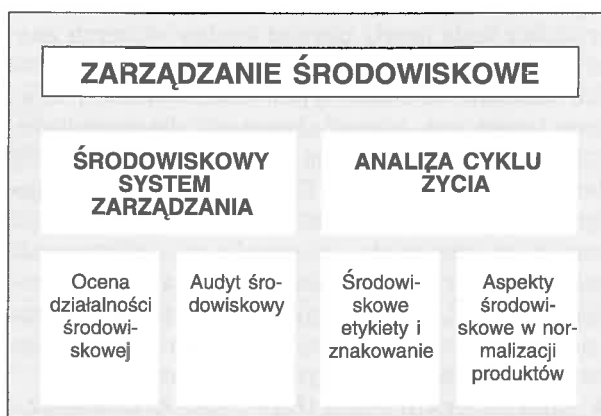 ZARZĄDZANIE ŚRODOWISKOWE
ŚRODOWISKOWY
SYSTEM
ZARZĄDZANIA
ANALIZA CYKLU
ŻYCIA
Ocena
działalności
środowi-
skowej
Audyt śro-
dowiskowy
Środowi-
skowe
etykiety i
znakowanie
Aspekty
środowi-
skowe w nor-
malizacji
produktów